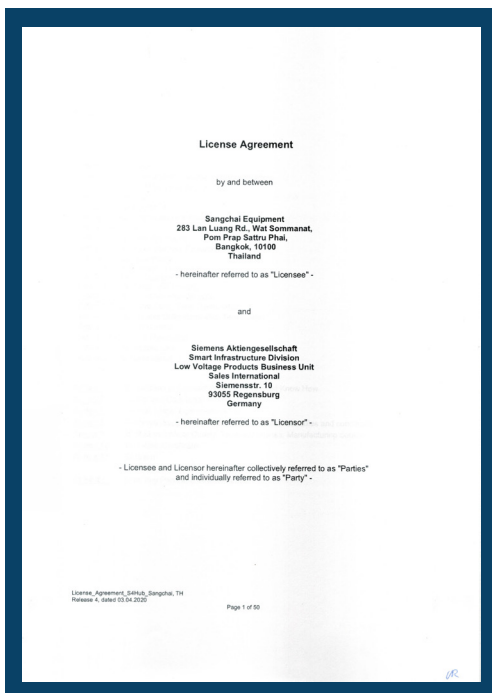 License Agreement
by and between
Sangchai Equipment
283 Lan Luang Rd., Wat Sommanat,
Pom Prap Sattru Phai,
Bangkok, 10100
Thailand
- hereinafter referred to as "Licensee" -
and
Siemens Aktiengesellschaft
Smart Infrastructure Division
Low Voltage Products Business Unit
Sales International
Siemensstr. 10
93055 Regensburg
Germany
- hereinafter referred to as "Licensor" -
- Licensee and Licensor hereinafter collectively referred to as "Parties"
and individually referred to as "Party" -
License_Agreement_S4Hub_Sangchai, TH
Release 4, dated 03.04.2020
Page 1 of 50